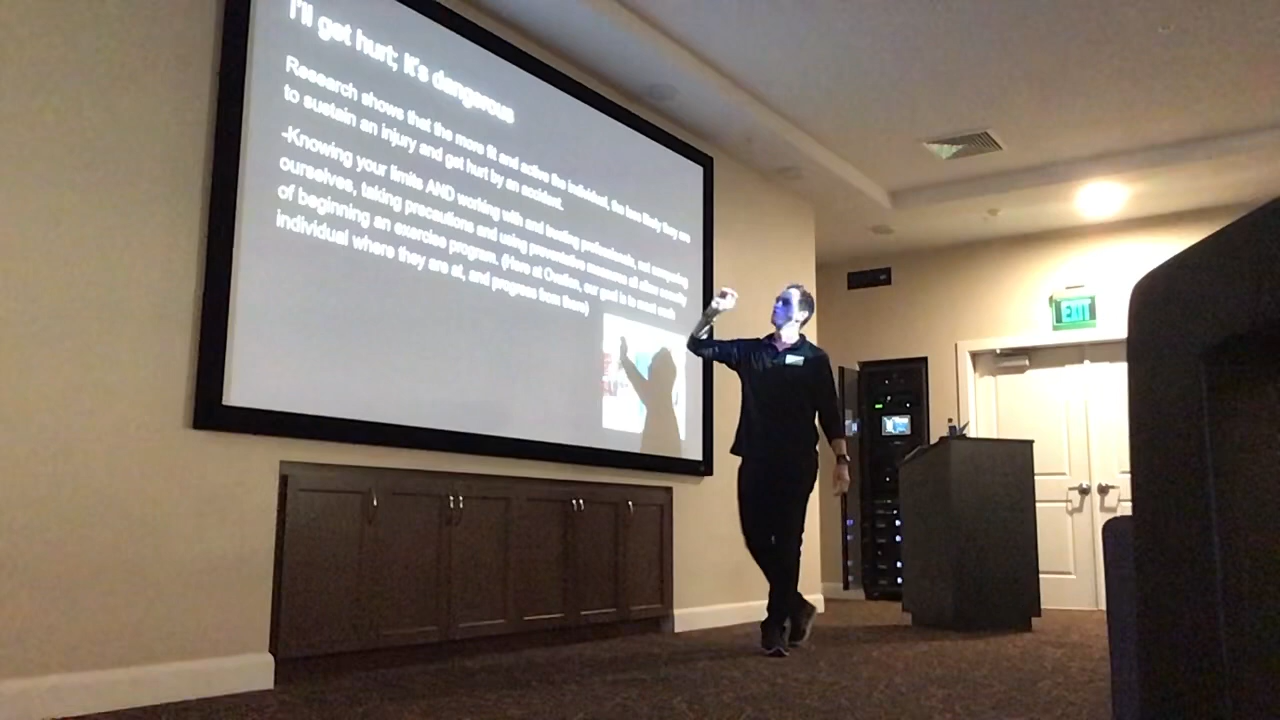 I'll get hurt; it's dangerous
Research shows that the more fit and active the individual, the less likely they are
to sustain an injury and get hurt by an accident.
-Knowing your limits AND working with and trusting professionals, not comparing
ourselves, taking precautions and using preventative measures all allow
of beginning an exercise program. (Here at Ovation, our goal is to meet each
individual where they are at, and progress from there)
EXIT